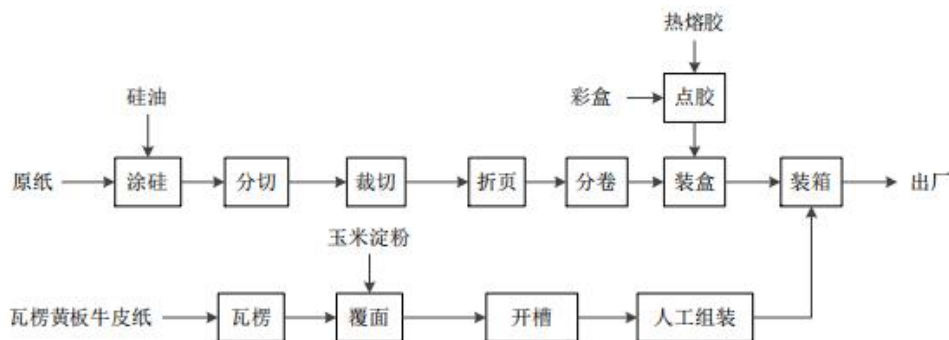 热熔胶
硅油
彩盒
点胶
原纸
涂硅
分切
裁切
折页
分卷
装盒
装箱
出厂
玉米淀粉
瓦楞黄板牛皮纸
瓦楞
覆面
开槽
人工组装